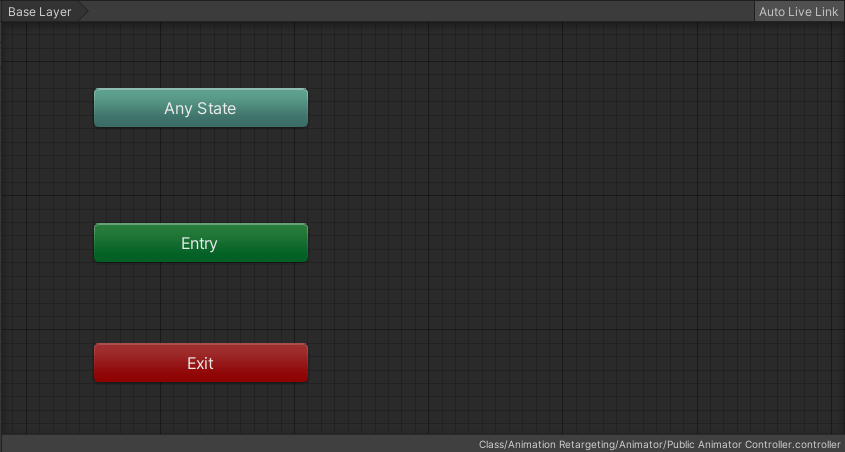 Base Layer
Auto Live Link
Any State
Entry
Exit
Class/Animation Retargeting/Animator/Public Animator Controller.controller